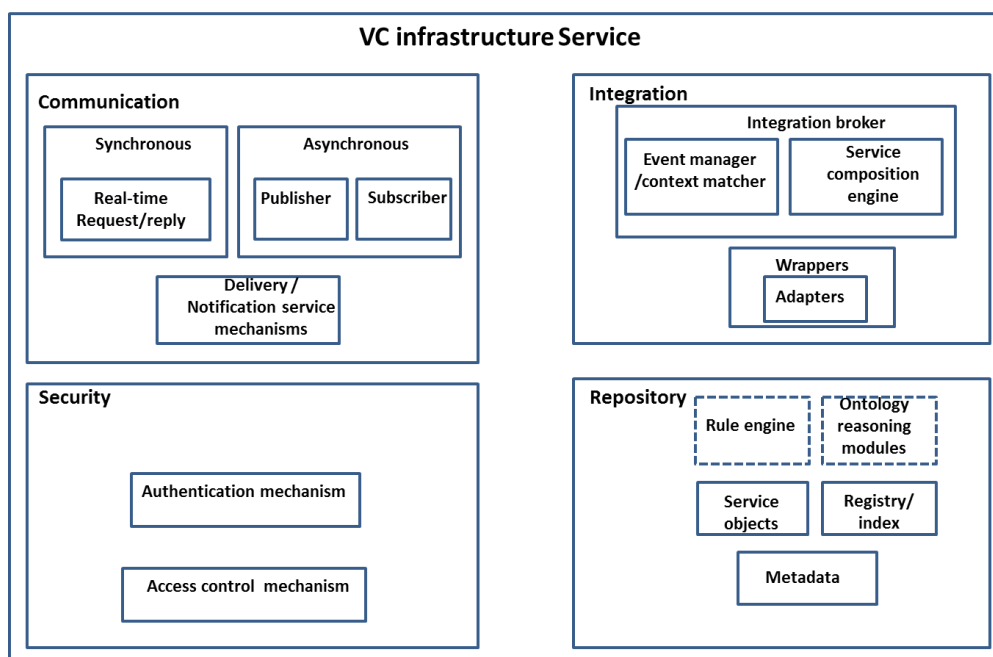 VC infrastructure Service
Communication
Synchronous
Real-time
Request/reply
Asynchronous
Publisher
Subscriber
Delivery /
Notification service
mechanisms
Integration
Integration broker
Event manager
/context matcher
Service
composition
engine
Wrappers
Adapters
Security
Authentication mechanism
Access control mechanism
Repository
Rule engine
Ontology
reasoning
modules
Service
objects
Registry/
index
Metadata